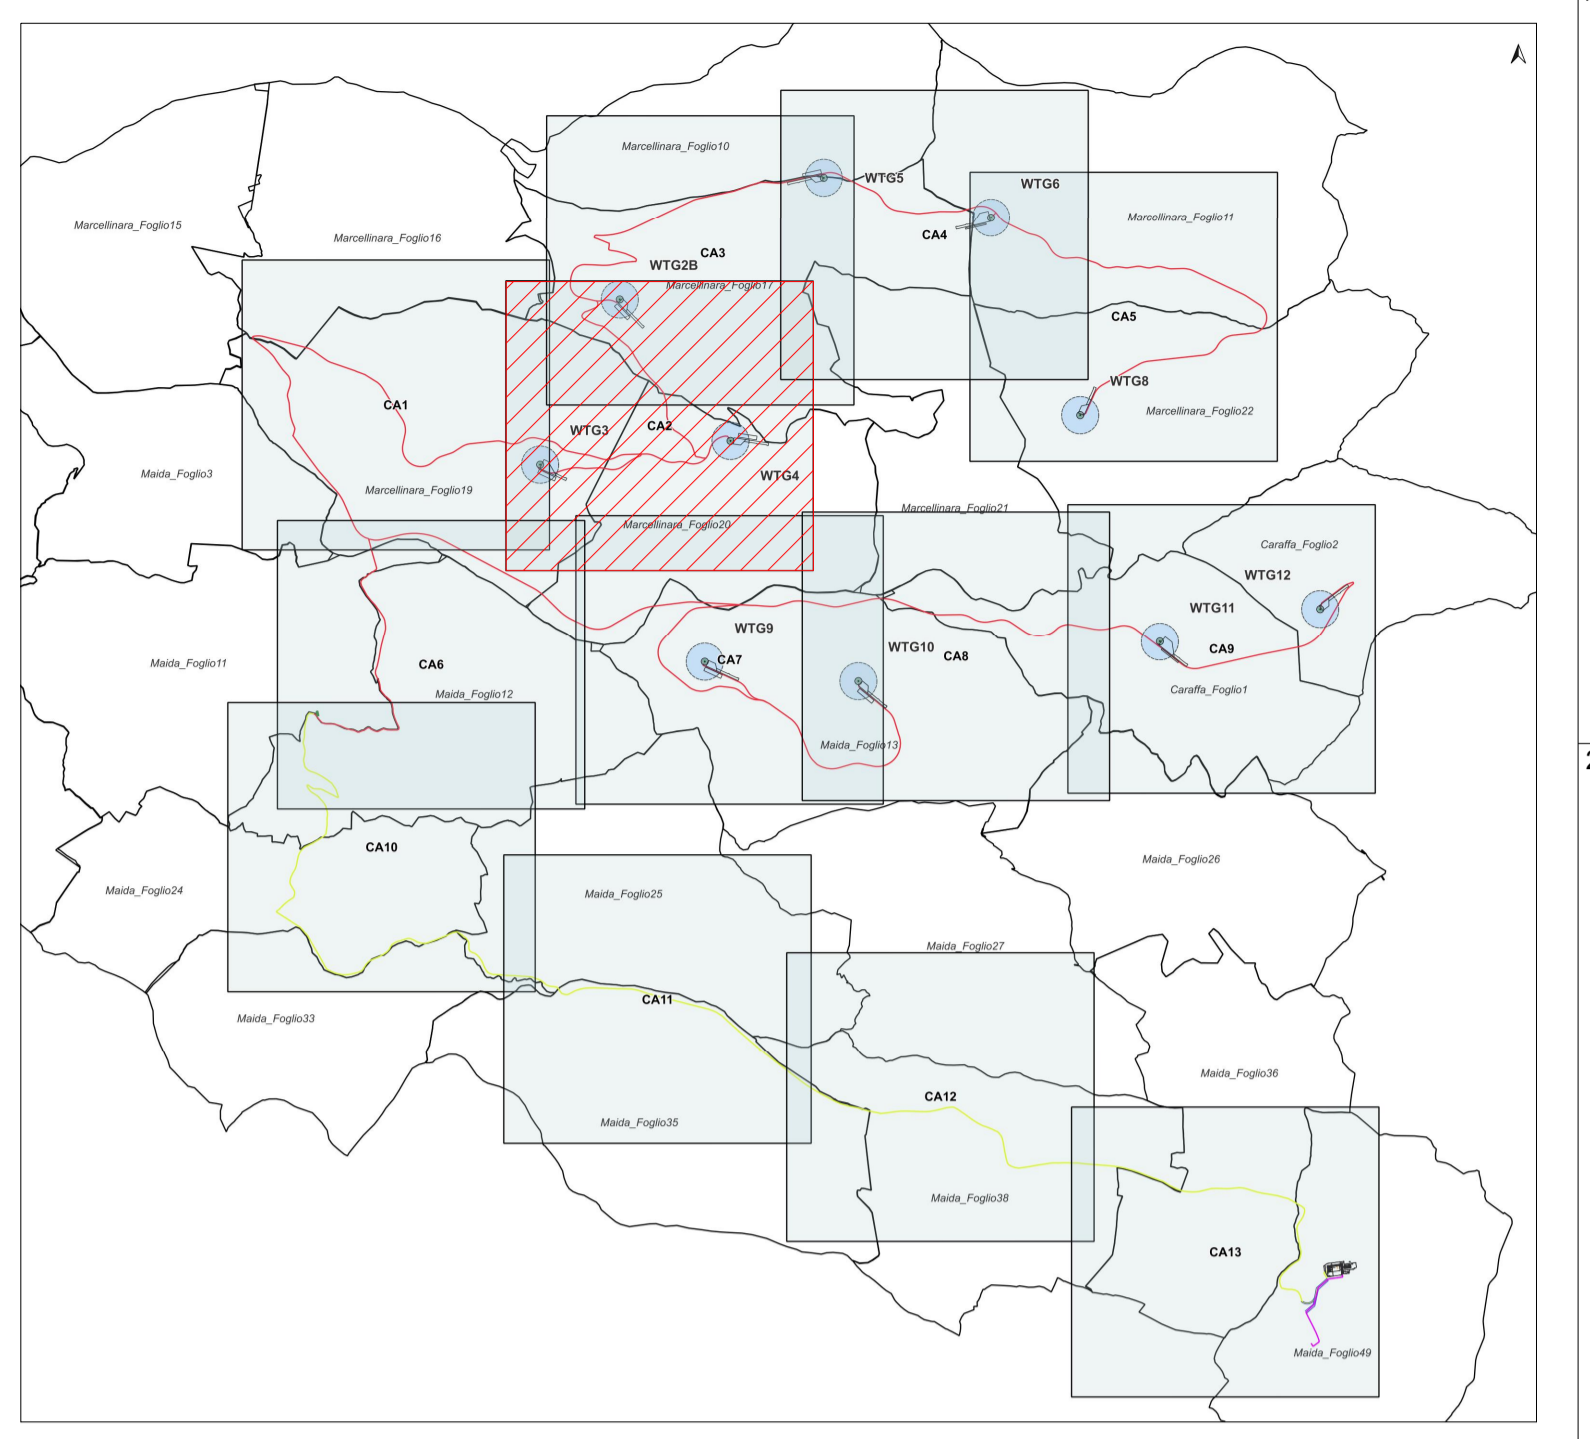 Marcellinara_Foglio10
WTG5
WTG6
Marcellinara_Foglio15
Marcellinara_Foglio16
Marcellinara_Foglio11
CA4
CA3
WTG2B
Marcellinara_Foglio17
CA5
WTG8
CA1
Marcellinara_Foglio22
WTG3
CA2
Maida_Foglio3
WTG4
Marcellinara_Foglio19
Marcellinara_Foglio21
Marcellinara_Foglio20
Caraffa_Foglio2
WTG12
WTG11
WTG9
WTG10
CA9
CA8
CA7
Maida_Foglio11
CA6
Maida_Foglio12
Caraffa_Foglio1
Maida_Foglio13
CA10
Maida_Foglio26
Maida_Foglio24
Maida_Foglio25
Maida_Foglio27
CA11
Maida_Foglio33
Maida_Foglio36
CA12
Maida_Foglio35
Maida_Foglio38
CA13
Maida_Foglio49